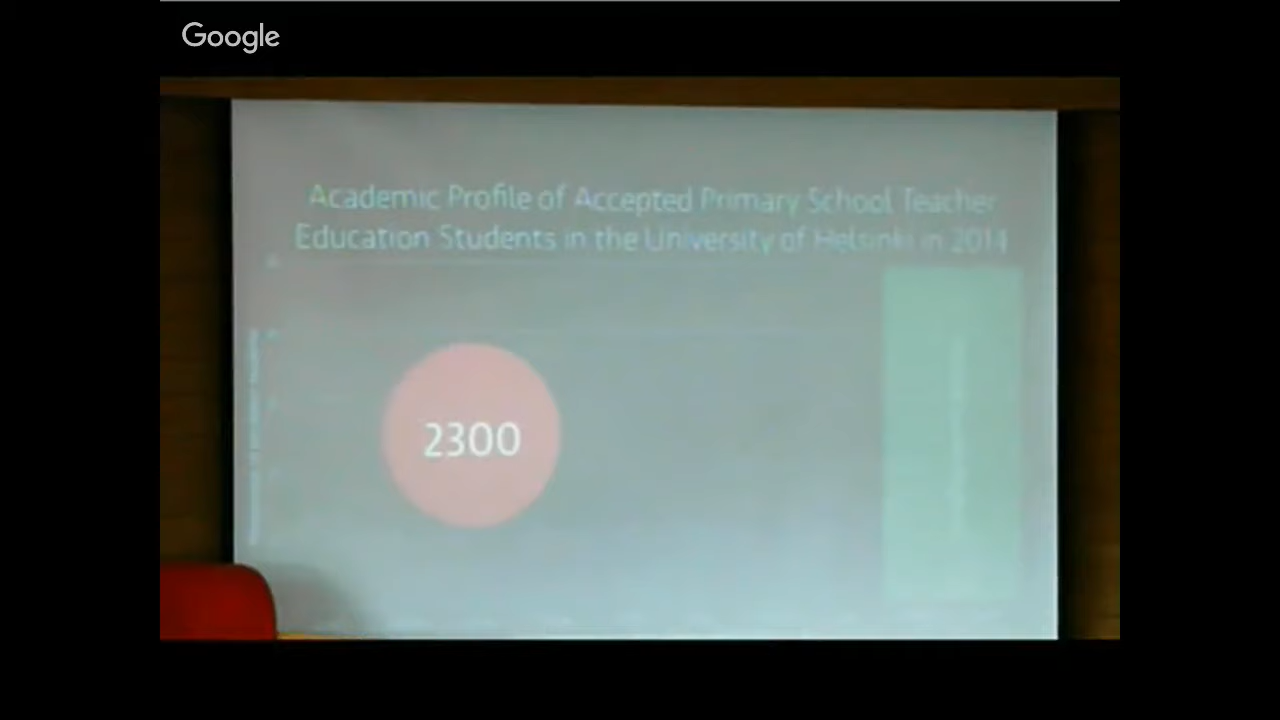 Google
Academic Profile of Accepted Primary School Teacher
Education Students in the University of Helsinki in 2014
2300